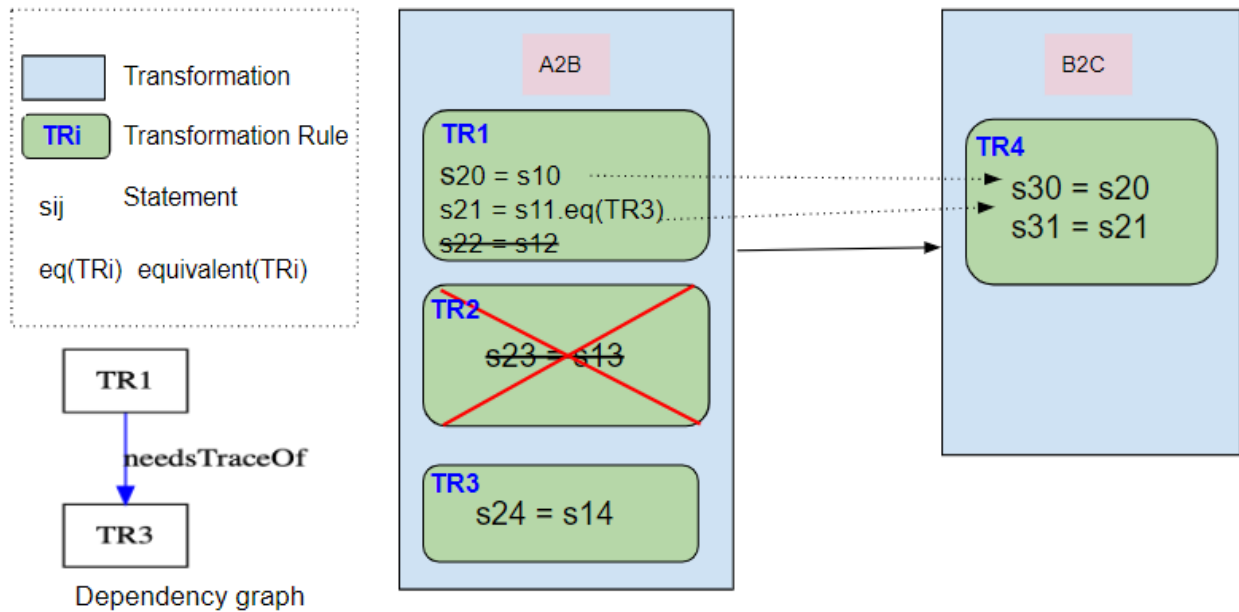 Transformation
TRi Transformation Rule
sij Statement
eq(TRi) equivalent(TRi)
TR1
needsTraceOf
TR3
Dependency graph
A2B
TR1
s20 = s10
s21 = s11.eq(TR3)
s22 = s12
TR2
s23 = s13
TR3
s24 = s14
B2C
TR4
s30 = s20
s31 = s21